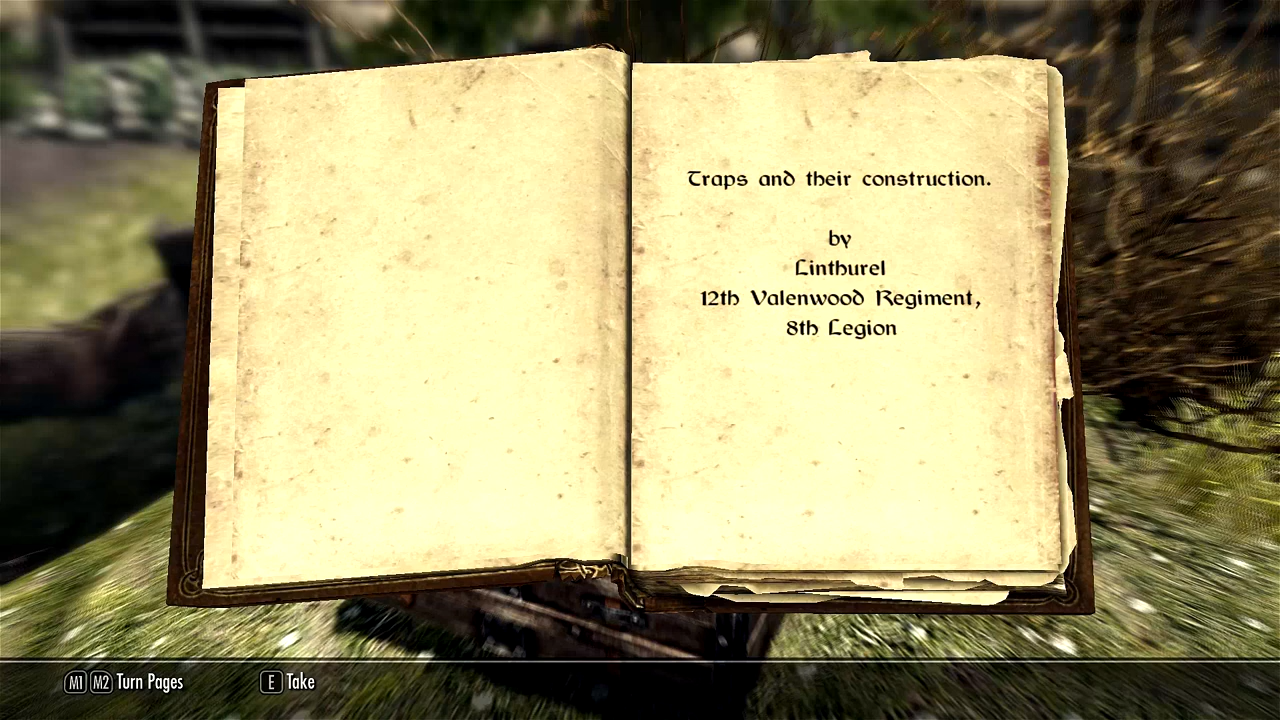 Traps and their construction.
by
Linthurel
12th Valenwood Regiment,
8th Legion
M1 M2 Turn Pages
E Take